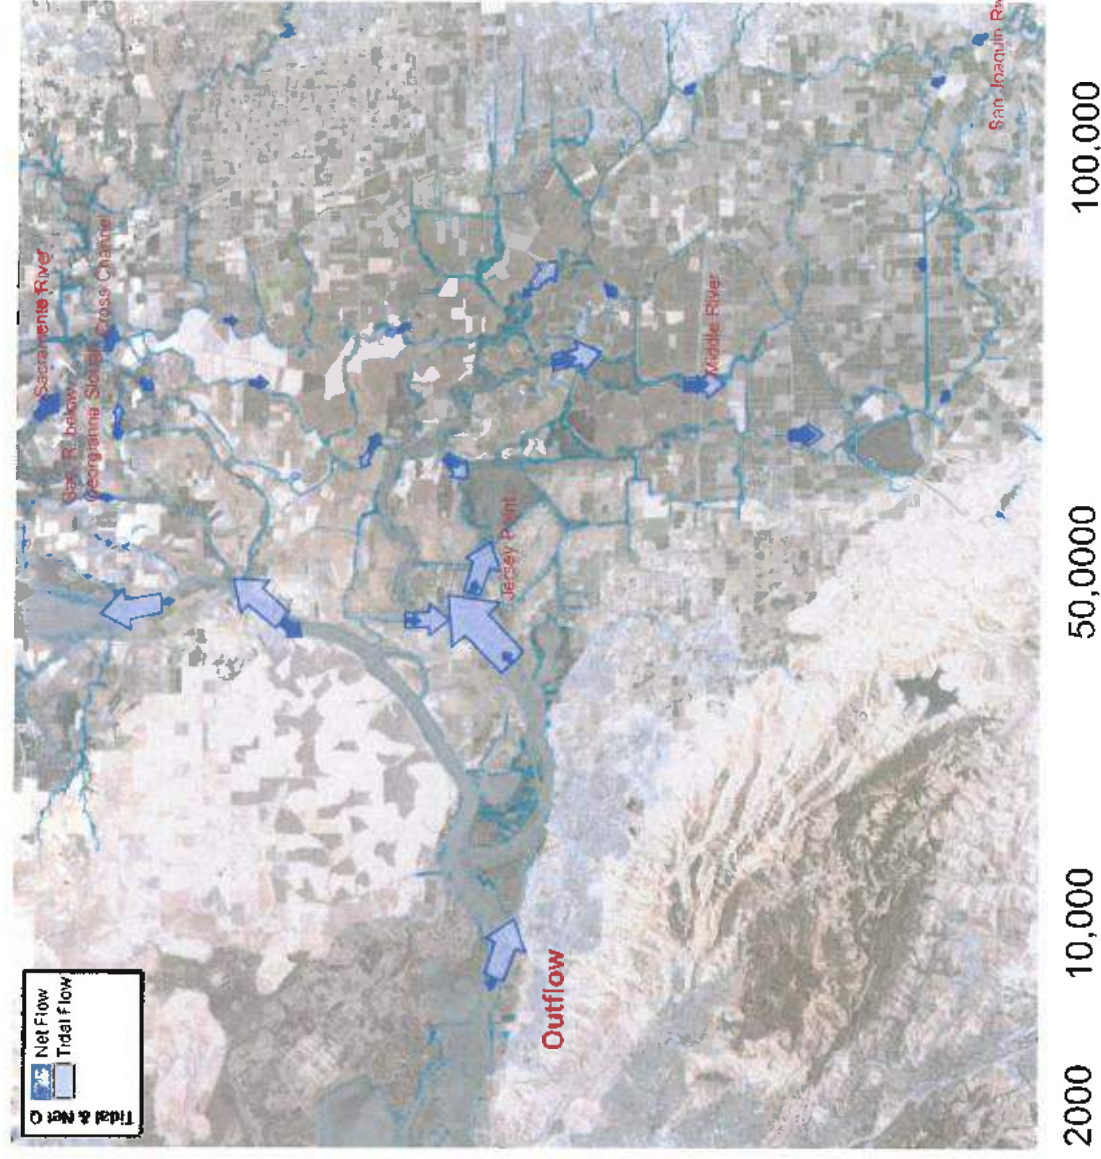 Tidal & Net Q
Net Flow
Tidal Flow
Sacramento River
Sac R. below
Georgianna Slough
Cross Channel
Jersey Point
Middle River
San Joaquin
Outflow
2000
10,000
50,0000
100,000